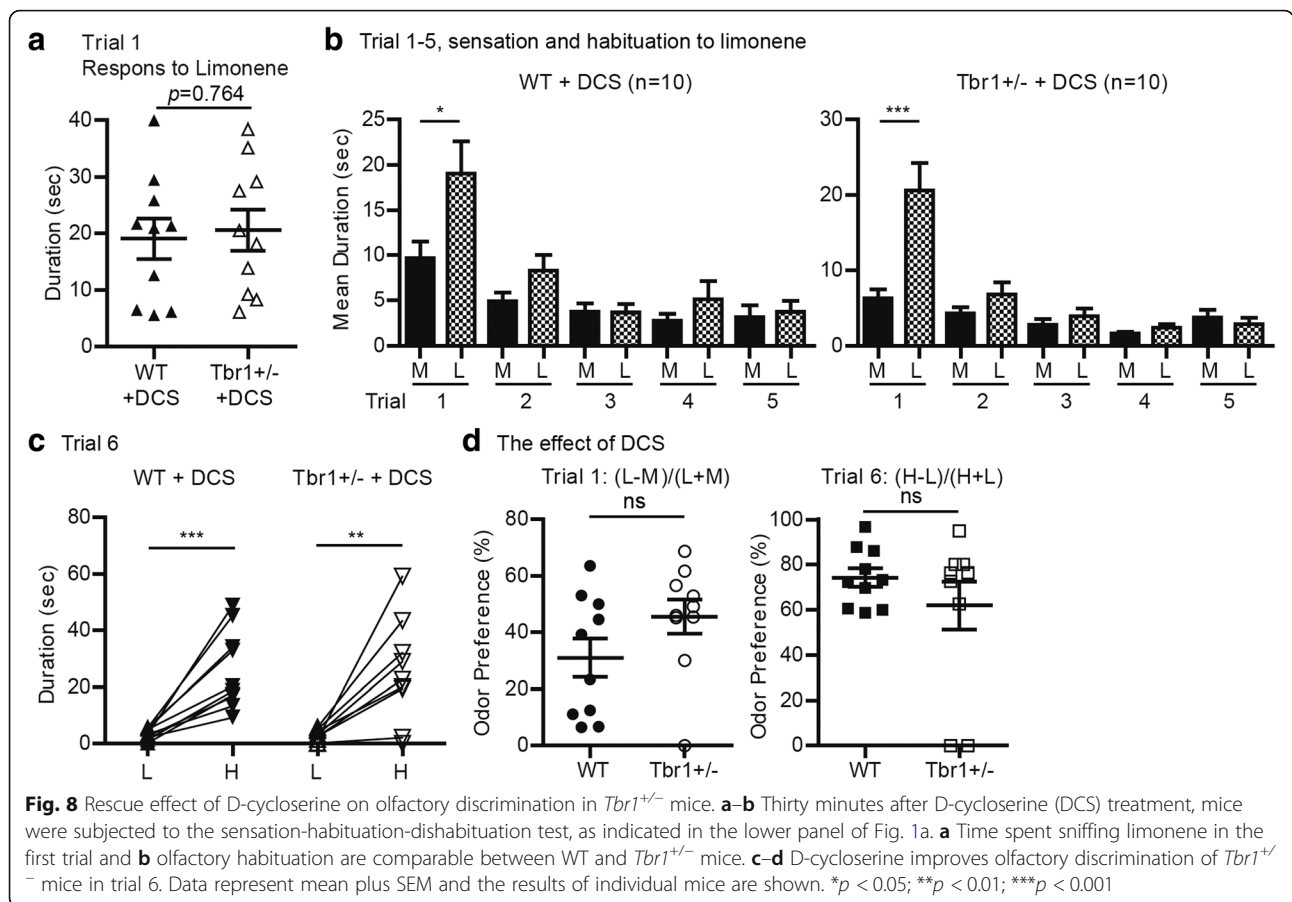 a Trial 1
Respons to Limonene
p=0.764
Duration (sec)
40
30
20
10
0
WT
+DCS
Tbr1+/-
+DCS
b Trial 1-5, sensation and habituation to limonene
WT + DCS (n=10)
Mean Duration (sec)
25
20
15
10
5
0
*
M L M L M L M L M L
Trial 1 2 3 4 5
Tbr1+/- + DCS (n=10)
30
20
10
0
***
M L M L M L M L M L
1 2 3 4 5
c Trial 6
WT + DCS Tbr1+/- + DCS
Duration (sec)
80
60
40
20
0
*** **
L H L H
d The effect of DCS
Trial 1: (L-M)/(L+M)
ns
Odor Preference (%)
80
60
40
20
0
WT Tbr1+/-
Trial 6: (H-L)/(H+L)
ns
Odor Preference (%)
100
80
60
40
20
0
WT Tbr1+/-
Fig. 8 Rescue effect of D-cycloserine on olfactory discrimination in Tbr1+/− mice. a–b Thirty minutes after D-cycloserine (DCS) treatment, mice
were subjected to the sensation-habituation-dishabituation test, as indicated in the lower panel of Fig. 1a. a Time spent sniffing limonene in the
first trial and b olfactory habituation are comparable between WT and Tbr1+/− mice. c–d D-cycloserine improves olfactory discrimination of Tbr1+/
− mice in trial 6. Data represent mean plus SEM and the results of individual mice are shown. *p < 0.05; **p < 0.01; ***p < 0.001